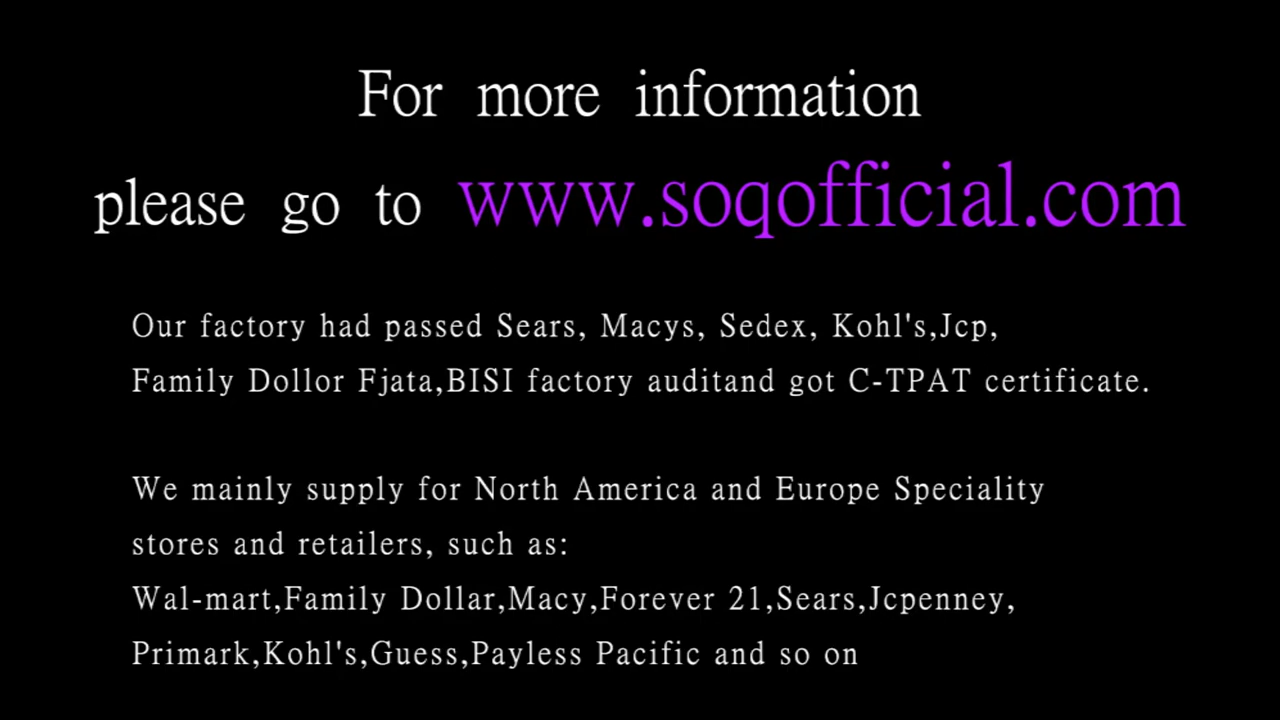 For more information
please go to www.soqofficial.com
Our factory had passed Sears, Macys, Sedex, Kohl's,Jcp,
Family Dollor Fjata,BISI factory auditand got C-TPAT certificate.
We mainly supply for North America and Europe Speciality
stores and retailers, such as:
Wal-mart,Family Dollar,Macy,Forever 21,Sears,Jcpenney,
Primark,Kohl's,Guess,Payless Pacific and so on